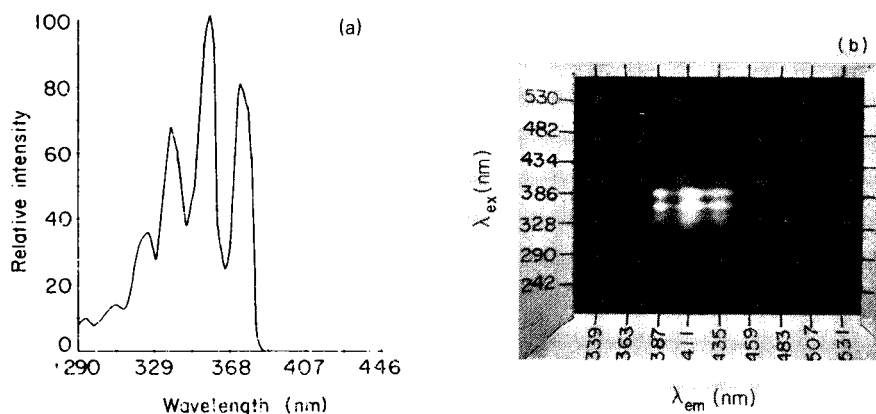 (a)
100
80
60
40
20
0
Relative intensity
290 329 368 407 446
Wavelength (nm)
(b)
530
482
434
386
328
290
242
λex (nm)
339 363 387 411 435 459 483 507 531
λem (nm)